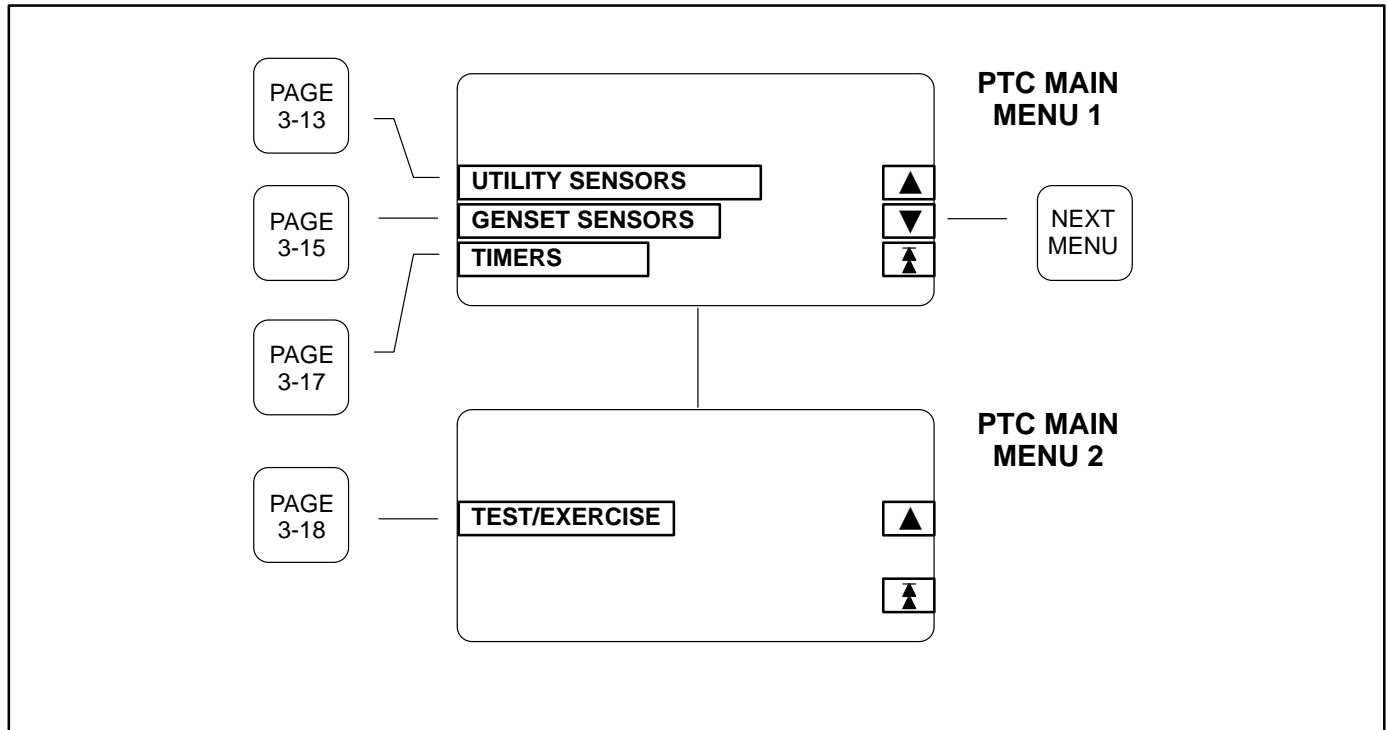 PAGE
3-13
PTC MAIN
MENU 1
UTILITY SENSORS
PAGE
3-15
GENSET SENSORS
NEXT
MENU
TIMERS
PAGE
3-17
PTC MAIN
MENU 2
PAGE
3-18
TEST/EXERCISE